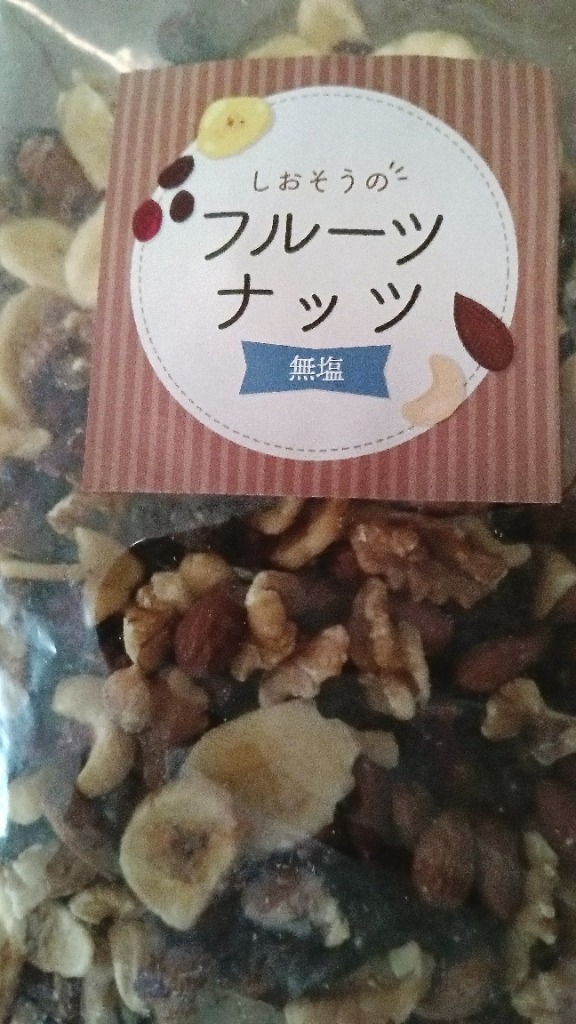 しおそうの
フルーツ
ナッツ
無塩